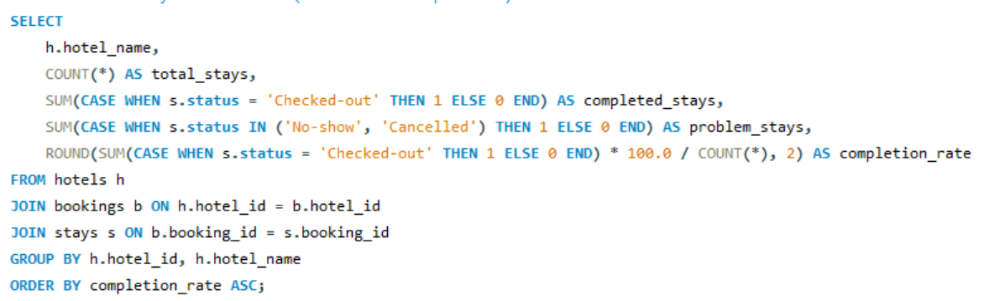 SELECT
    h.hotel_name,
    COUNT(*) AS total_stays,
    SUM(CASE WHEN s.status = 'Checked-out' THEN 1 ELSE 0 END) AS completed_stays,
    SUM(CASE WHEN s.status IN ('No-show', 'Cancelled') THEN 1 ELSE 0 END) AS problem_stays,
    ROUND(SUM(CASE WHEN s.status = 'Checked-out' THEN 1 ELSE 0 END) * 100.0 / COUNT(*), 2) AS completion_rate
FROM hotels h
JOIN bookings b ON h.hotel_id = b.hotel_id
JOIN stays s ON b.booking_id = s.booking_id
GROUP BY h.hotel_id, h.hotel_name
ORDER BY completion_rate ASC;